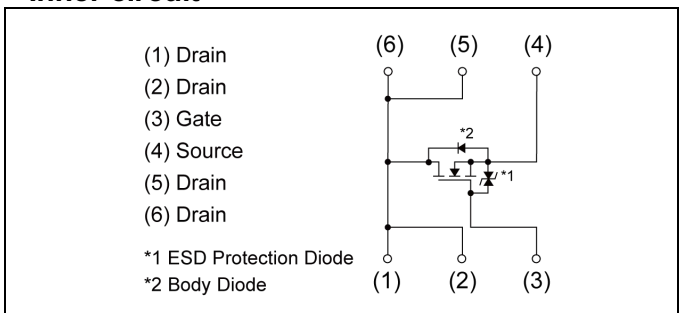 Inner circuit
(1) Drain
(2) Drain
(3) Gate
(4) Source
(5) Drain
(6) Drain
*1 ESD Protection Diode
*2 Body Diode
(6) (5) (4)
*2
*1
(1) (2) (3)